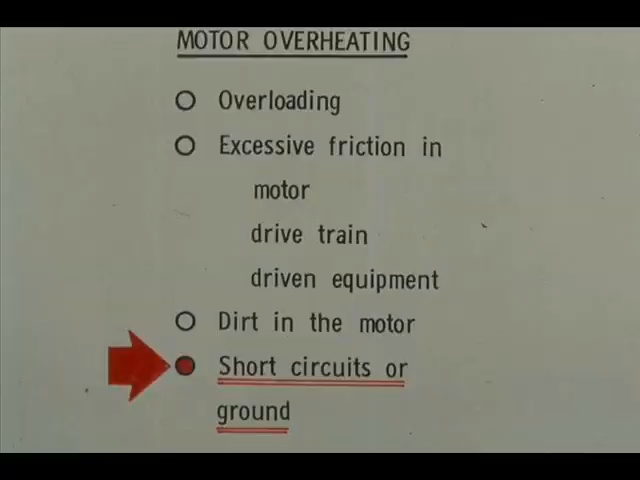 MOTOR OVERHEATING
Overloading
Excessive friction in
motor
drive train
driven equipment
Dirt in the motor
Short circuits or
ground